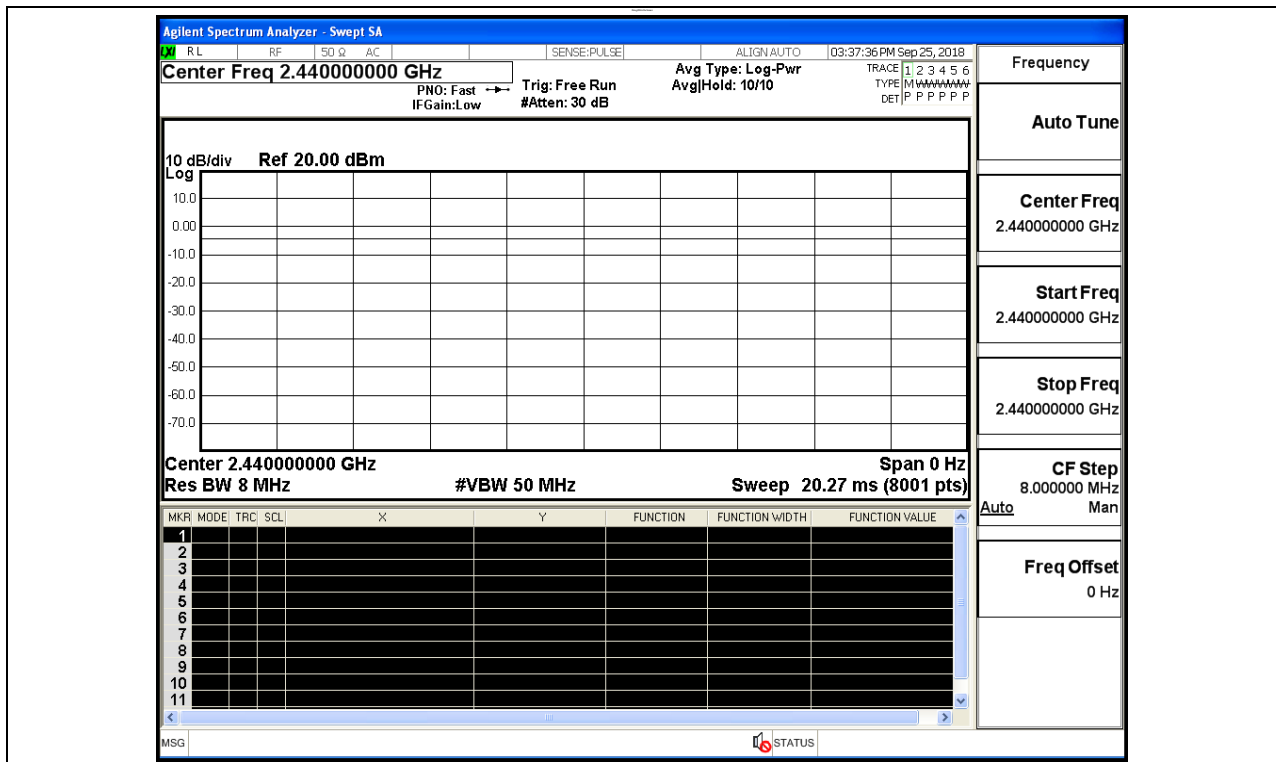 Agilent Spectrum Analyzer - Swept SA
LXI RL RF 50 Ω AC SENSE:PULSE ALIGN AUTO 03:37:36 PM Sep 25, 2018
Center Freq 2.440000000 GHz
PNO: Fast
IFGain:Low
Trig: Free Run
#Atten: 30 dB
Avg Type: Log-Pwr
Avg|Hold: 10/10
TRACE 1 2 3 4 5 6
TYPE MWWWWW
DET P P P P P P
10 dB/div Ref 20.00 dBm
Log
10.0
0.00
-10.0
-20.0
-30.0
-40.0
-50.0
-60.0
-70.0
Center 2.440000000 GHz Span 0 Hz
Res BW 8 MHz #VBW 50 MHz Sweep 20.27 ms (8001 pts)
MKR MODE TRC SCL X Y FUNCTION FUNCTION WIDTH FUNCTION VALUE
1
2
3
4
5
6
7
8
9
10
11
MSG STATUS
Frequency
Auto Tune
Center Freq
2.440000000 GHz
Start Freq
2.440000000 GHz
Stop Freq
2.440000000 GHz
CF Step
8.000000 MHz
Auto Man
Freq Offset
0 Hz